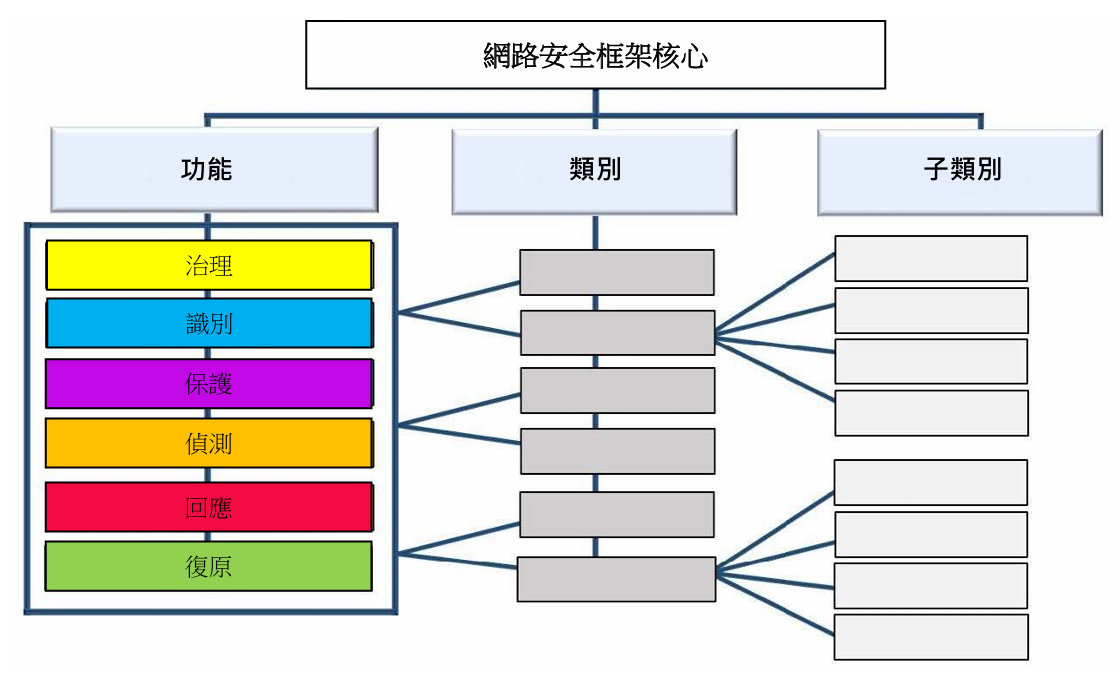 網路安全框架核心
功能
類別
子類別
治理
識別
保護
偵測
回應
復原